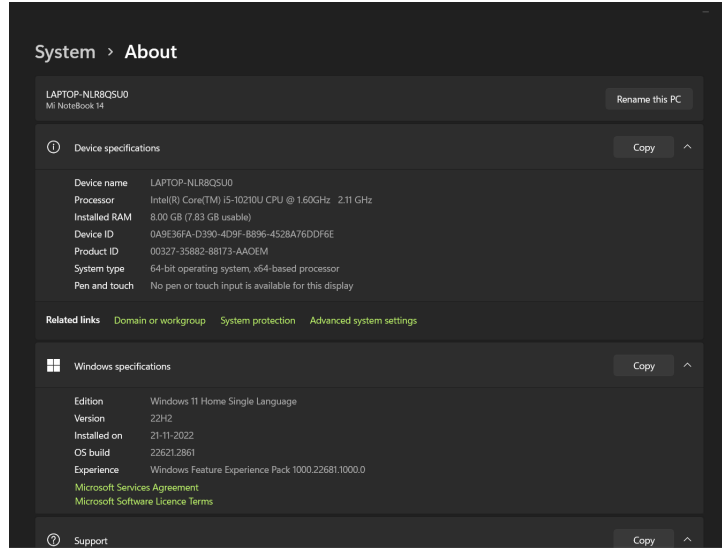 System > About
LAPTOP-NLR8QSU0
Mi NoteBook 14
Rename this PC
Device specifications
Copy
Device name LAPTOP-NLR8QSU0
Processor Intel(R) Core(TM) i5-10210U CPU @ 1.60GHz 2.11 GHz
Installed RAM 8.00 GB (7.83 GB usable)
Device ID 0A9E36FA-D390-4D9F-B896-4528A76DDF6E
Product ID 00327-35882-88173-AAOEM
System type 64-bit operating system, x64-based processor
Pen and touch No pen or touch input is available for this display
Related links Domain or workgroup System protection Advanced system settings
Windows specifications
Copy
Edition Windows 11 Home Single Language
Version 22H2
Installed on 21-11-2022
OS build 22621.2861
Experience Windows Feature Experience Pack 1000.22681.1000.0
Microsoft Services Agreement
Microsoft Software Licence Terms
Support
Copy